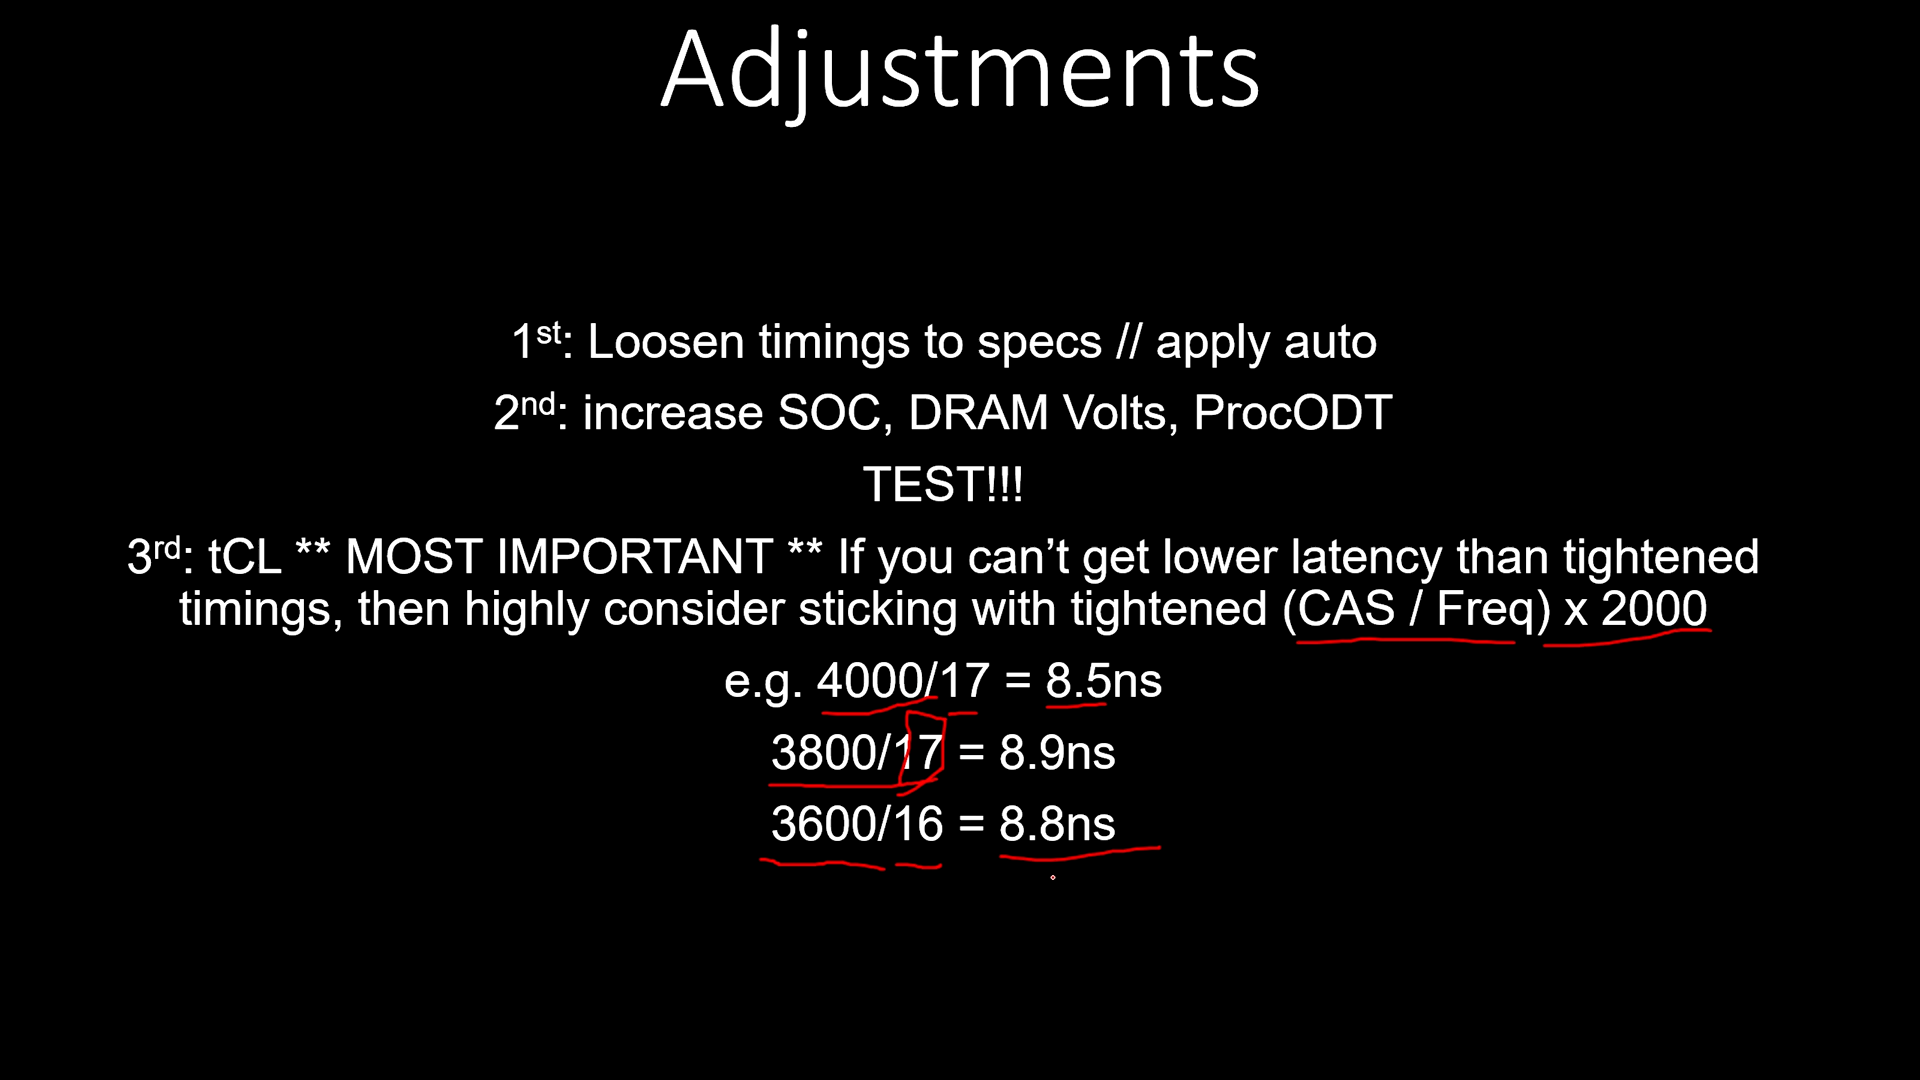 Adjustments
1st: Loosen timings to specs // apply auto
2nd: increase SOC, DRAM Volts, ProcODT
TEST!!!
3rd: tCL ** MOST IMPORTANT ** If you can’t get lower latency than tightened
timings, then highly consider sticking with tightened (CAS / Freq) x 2000
e.g. 4000/17 = 8.5ns
3800/17 = 8.9ns
3600/16 = 8.8ns